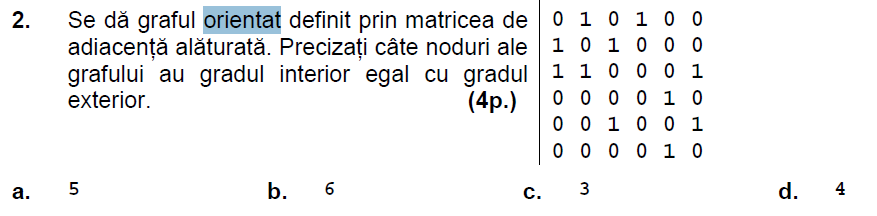 2. Se dă graful orientat definit prin matricea de
adiacență alăturată. Precizați câte noduri ale
grafului au gradul interior egal cu gradul
exterior. (4p.)
0 1 0 1 0 0
1 0 1 0 0 0
1 1 0 0 0 1
0 0 0 0 1 0
0 0 1 0 0 1
0 0 0 0 1 0
a. 5 b. 6 c. 3 d. 4